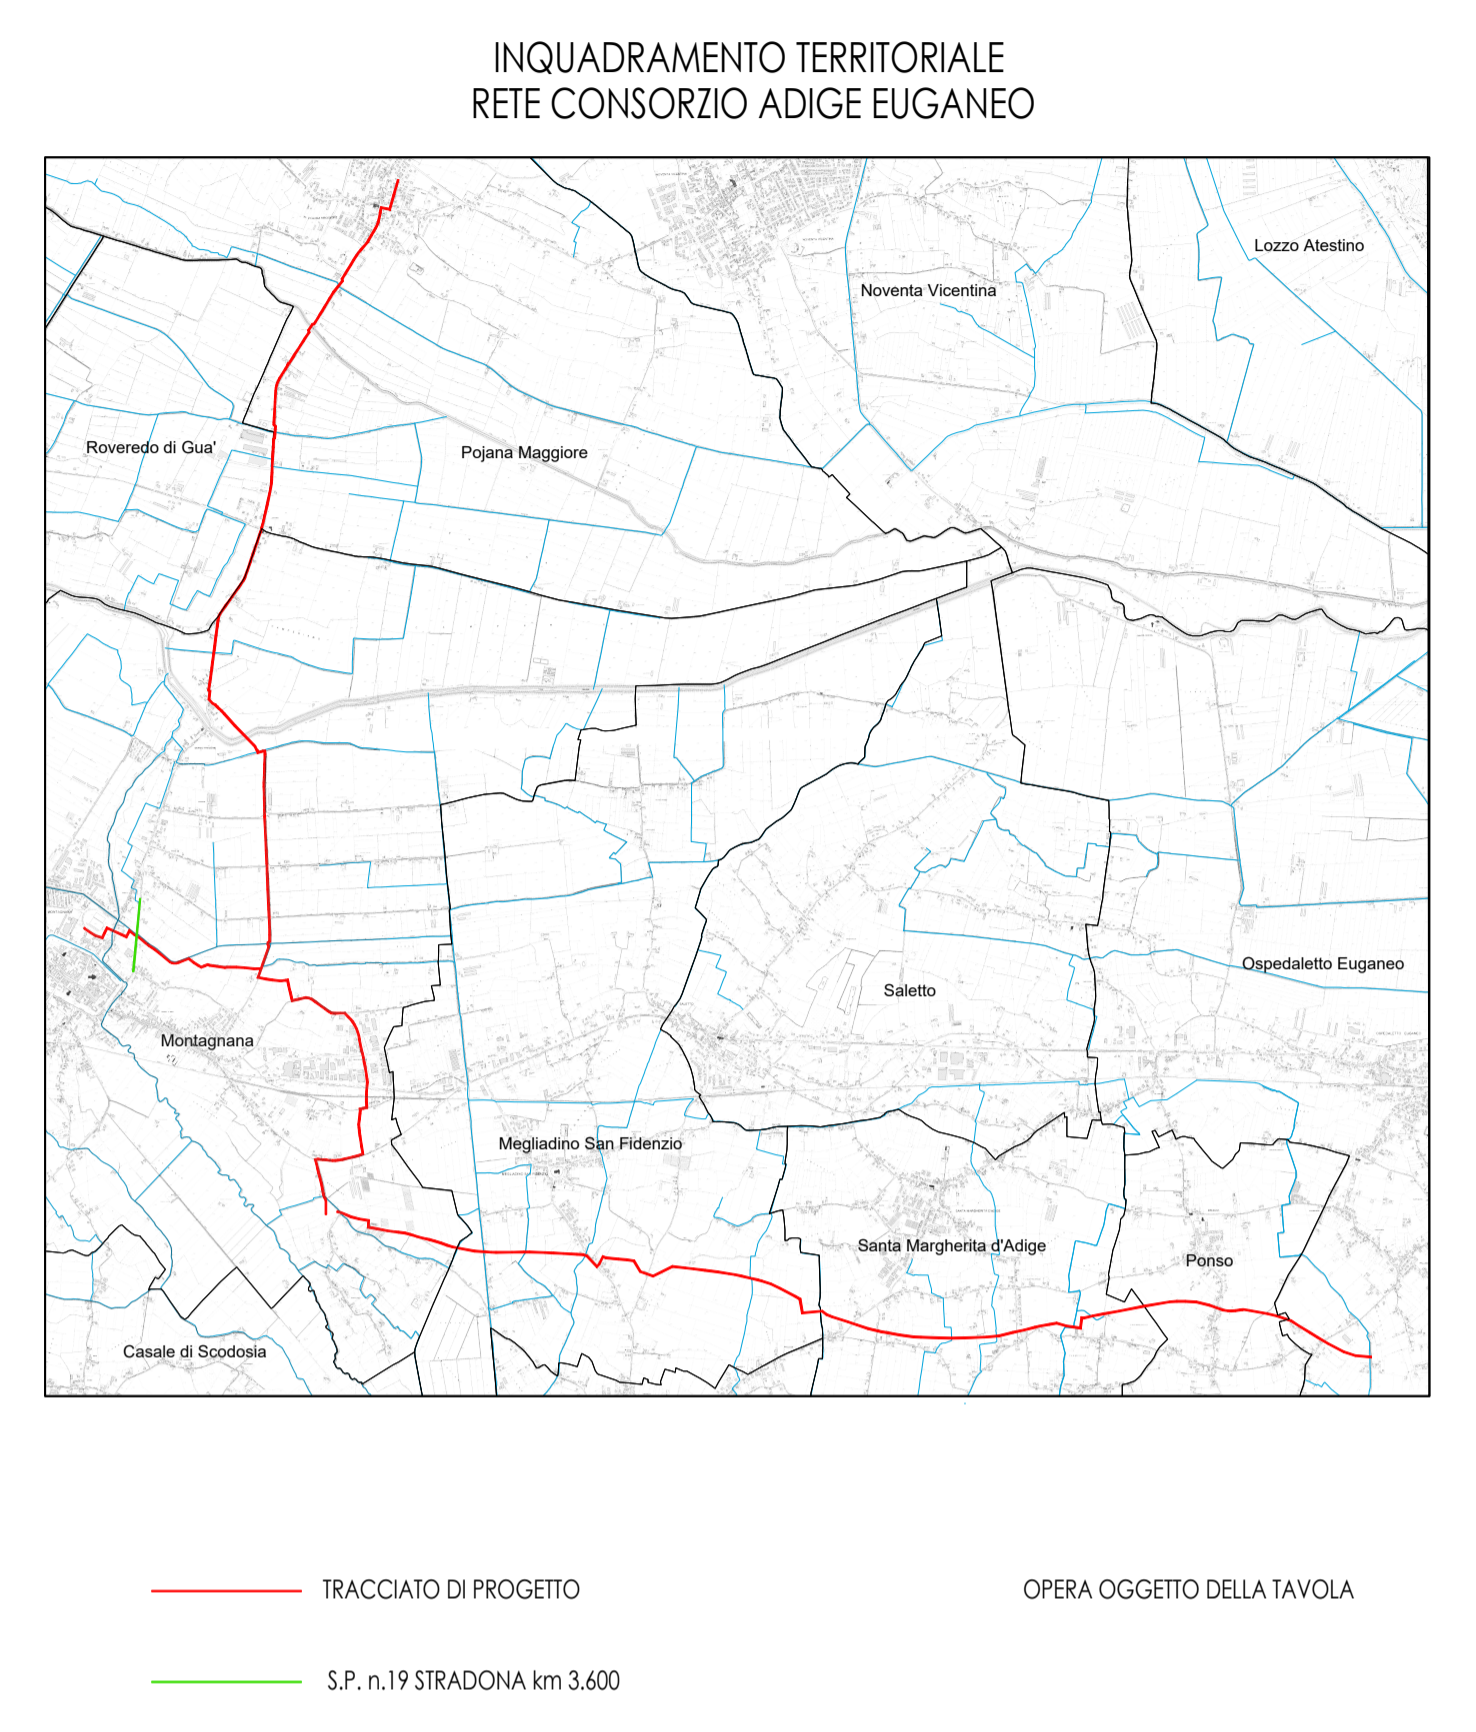 INQUADRAMENTO TERRITORIALE
RETE CONSORZIO ADIGE EUGANEO
Lozzo Atestino
Noventa Vicentina
Roveredo di Gua'
Pojana Maggiore
Ospedaletto Euganeo
Saletto
Montagnana
Megliadino San Fidenzio
Santa Margherita d'Adige
Ponso
Casale di Scodosia
TRACCIATO DI PROGETTO
OPERA OGGETTO DELLA TAVOLA
S.P. n.19 STRADONA km 3.600